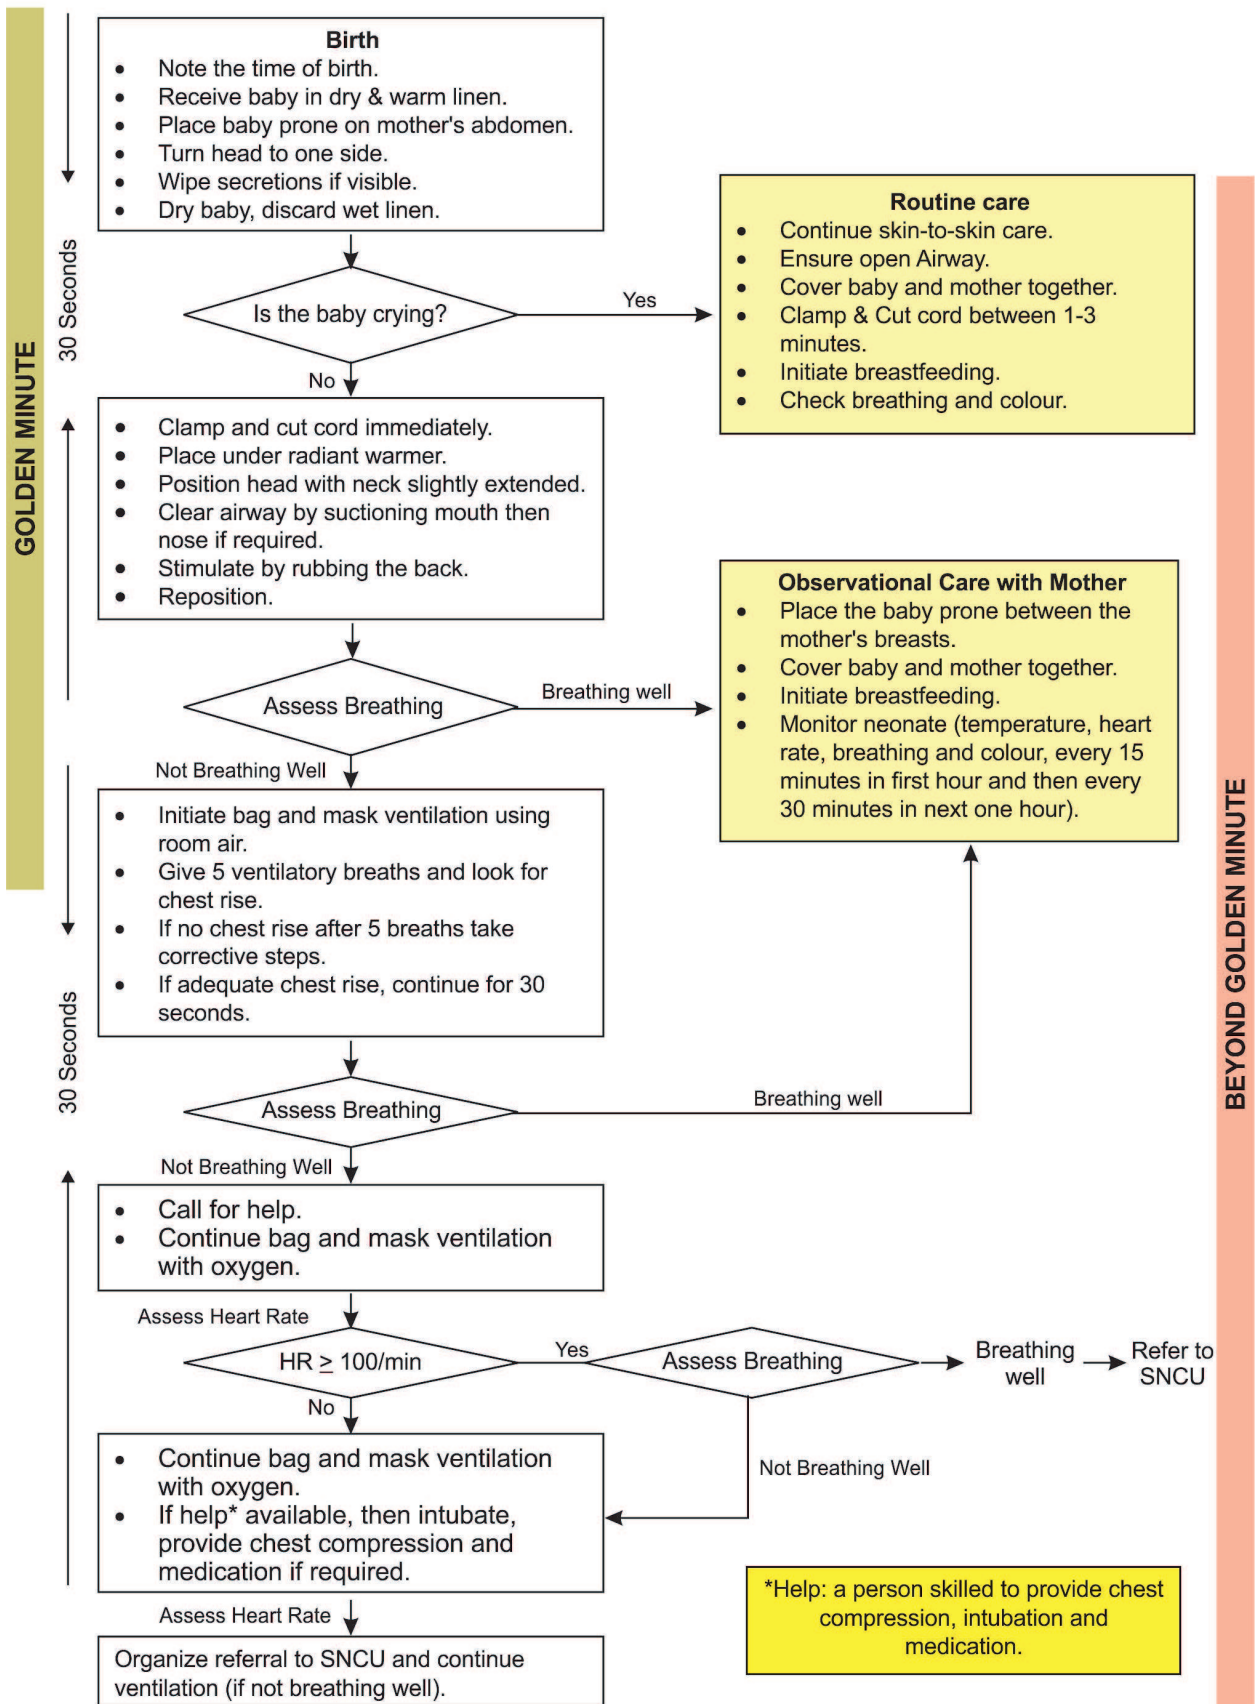 GOLDEN MINUTE
30 Seconds
Birth
• Note the time of birth.
• Receive baby in dry & warm linen.
• Place baby prone on mother's abdomen.
• Turn head to one side.
• Wipe secretions if visible.
• Dry baby, discard wet linen.
Is the baby crying?
Yes
Routine care
• Continue skin-to-skin care.
• Ensure open Airway.
• Cover baby and mother together.
• Clamp & Cut cord between 1-3
minutes.
• Initiate breastfeeding.
• Check breathing and colour.
No
• Clamp and cut cord immediately.
• Place under radiant warmer.
• Position head with neck slightly extended.
• Clear airway by suctioning mouth then
nose if required.
• Stimulate by rubbing the back.
• Reposition.
Assess Breathing
Breathing well
Observational Care with Mother
• Place the baby prone between the
mother's breasts.
• Cover baby and mother together.
• Initiate breastfeeding.
• Monitor neonate (temperature, heart
rate, breathing and colour, every 15
minutes in first hour and then every
30 minutes in next one hour).
Not Breathing Well
• Initiate bag and mask ventilation using
room air.
• Give 5 ventilatory breaths and look for
chest rise.
• If no chest rise after 5 breaths take
corrective steps.
• If adequate chest rise, continue for 30
seconds.
30 Seconds
Assess Breathing
Breathing well
Not Breathing Well
• Call for help.
• Continue bag and mask ventilation
with oxygen.
Assess Heart Rate
HR ≥ 100/min
Yes
Assess Breathing
Breathing
well
Refer to
SNCU
No
Not Breathing Well
• Continue bag and mask ventilation
with oxygen.
• If help* available, then intubate,
provide chest compression and
medication if required.
Assess Heart Rate
Organize referral to SNCU and continue
ventilation (if not breathing well).
*Help: a person skilled to provide chest
compression, intubation and
medication.
BEYOND GOLDEN MINUTE